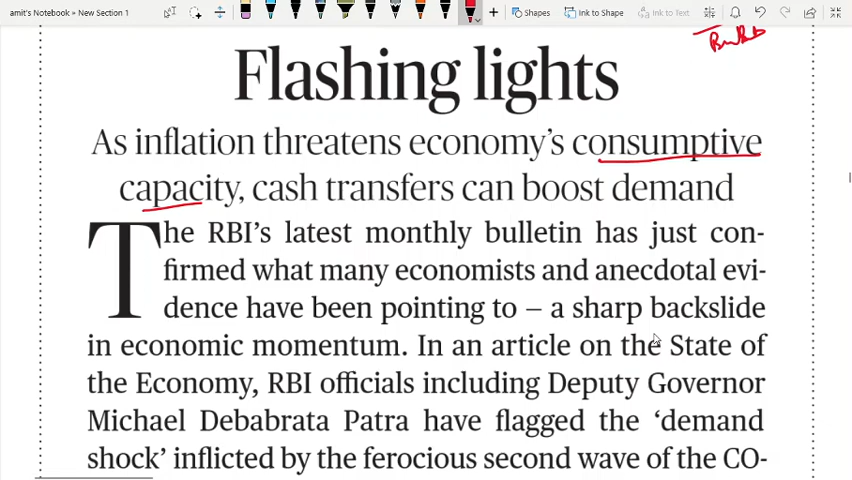 amit's Notebook » New Section 1
Shapes
Ink to Shape
Ink to Text
Flashing lights
As inflation threatens economy's consumptive
capacity, cash transfers can boost demand
The RBI's latest monthly bulletin has just con-
firmed what many economists and anecdotal evi-
dence have been pointing to – a sharp backslide
in economic momentum. In an article on the State of
the Economy, RBI officials including Deputy Governor
Michael Debabrata Patra have flagged the 'demand
shock' inflicted by the ferocious second wave of the CO-